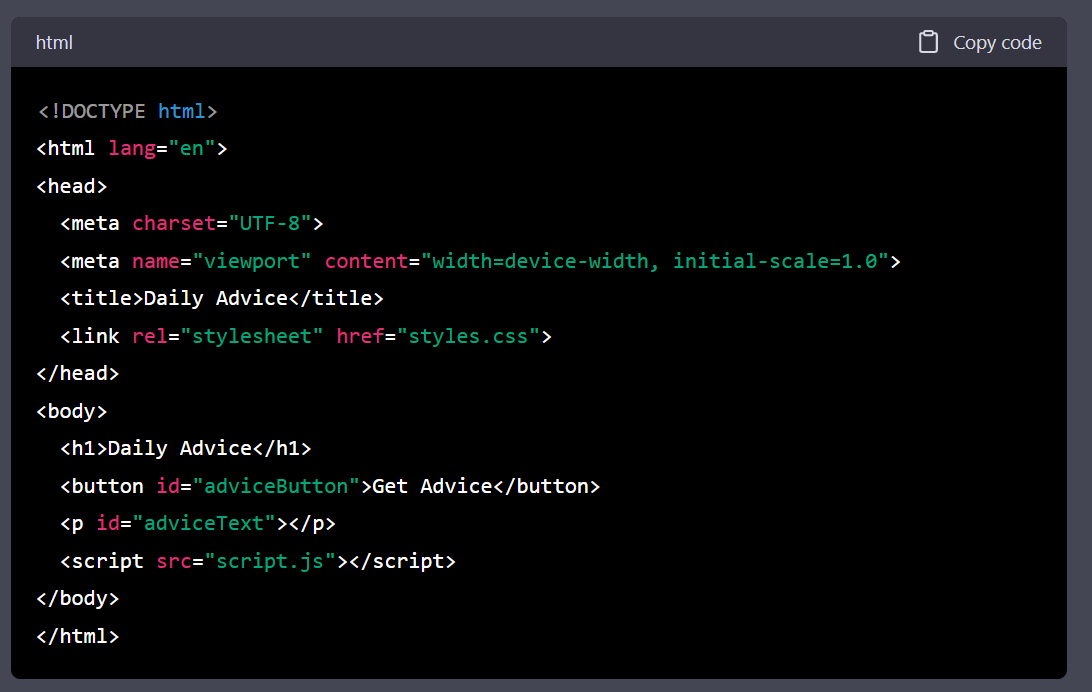 html
Copy code
<!DOCTYPE html>
<html lang="en">
<head>
  <meta charset="UTF-8">
  <meta name="viewport" content="width=device-width, initial-scale=1.0">
  <title>Daily Advice</title>
  <link rel="stylesheet" href="styles.css">
</head>
<body>
  <h1>Daily Advice</h1>
  <button id="adviceButton">Get Advice</button>
  <p id="adviceText"></p>
  <script src="script.js"></script>
</body>
</html>